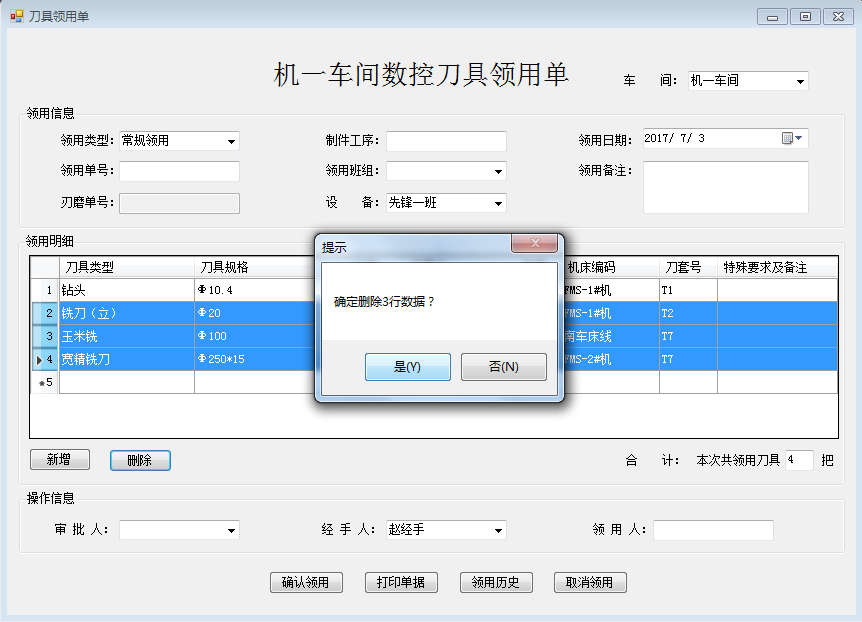 刀具领用单
机一车间数控刀具领用单
车 间: 机一车间
领用信息
领用类型: 常规领用 制件工序: 领用日期: 2017/ 7/ 3
领用单号: 领用班组: 领用备注:
刃磨单号: 设 备: 先锋一班
领用明细
刀具类型 刀具规格 机床编码 刀套号 特殊要求及备注
1 钻头 Φ10.4 FMS-1#机 T1
2 铣刀（立） Φ20 FMS-1#机 T2
3 玉米铣 Φ100 南车床线 T7
4 宽精铣刀 Φ250*15 FMS-2#机 T7
*5
提示
确定删除3行数据？
是(Y) 否(N)
新增 删除 合 计: 本次共领用刀具 4 把
操作信息
审 批 人: 经 手 人: 赵经手 领 用 人:
确认领用 打印单据 领用历史 取消领用